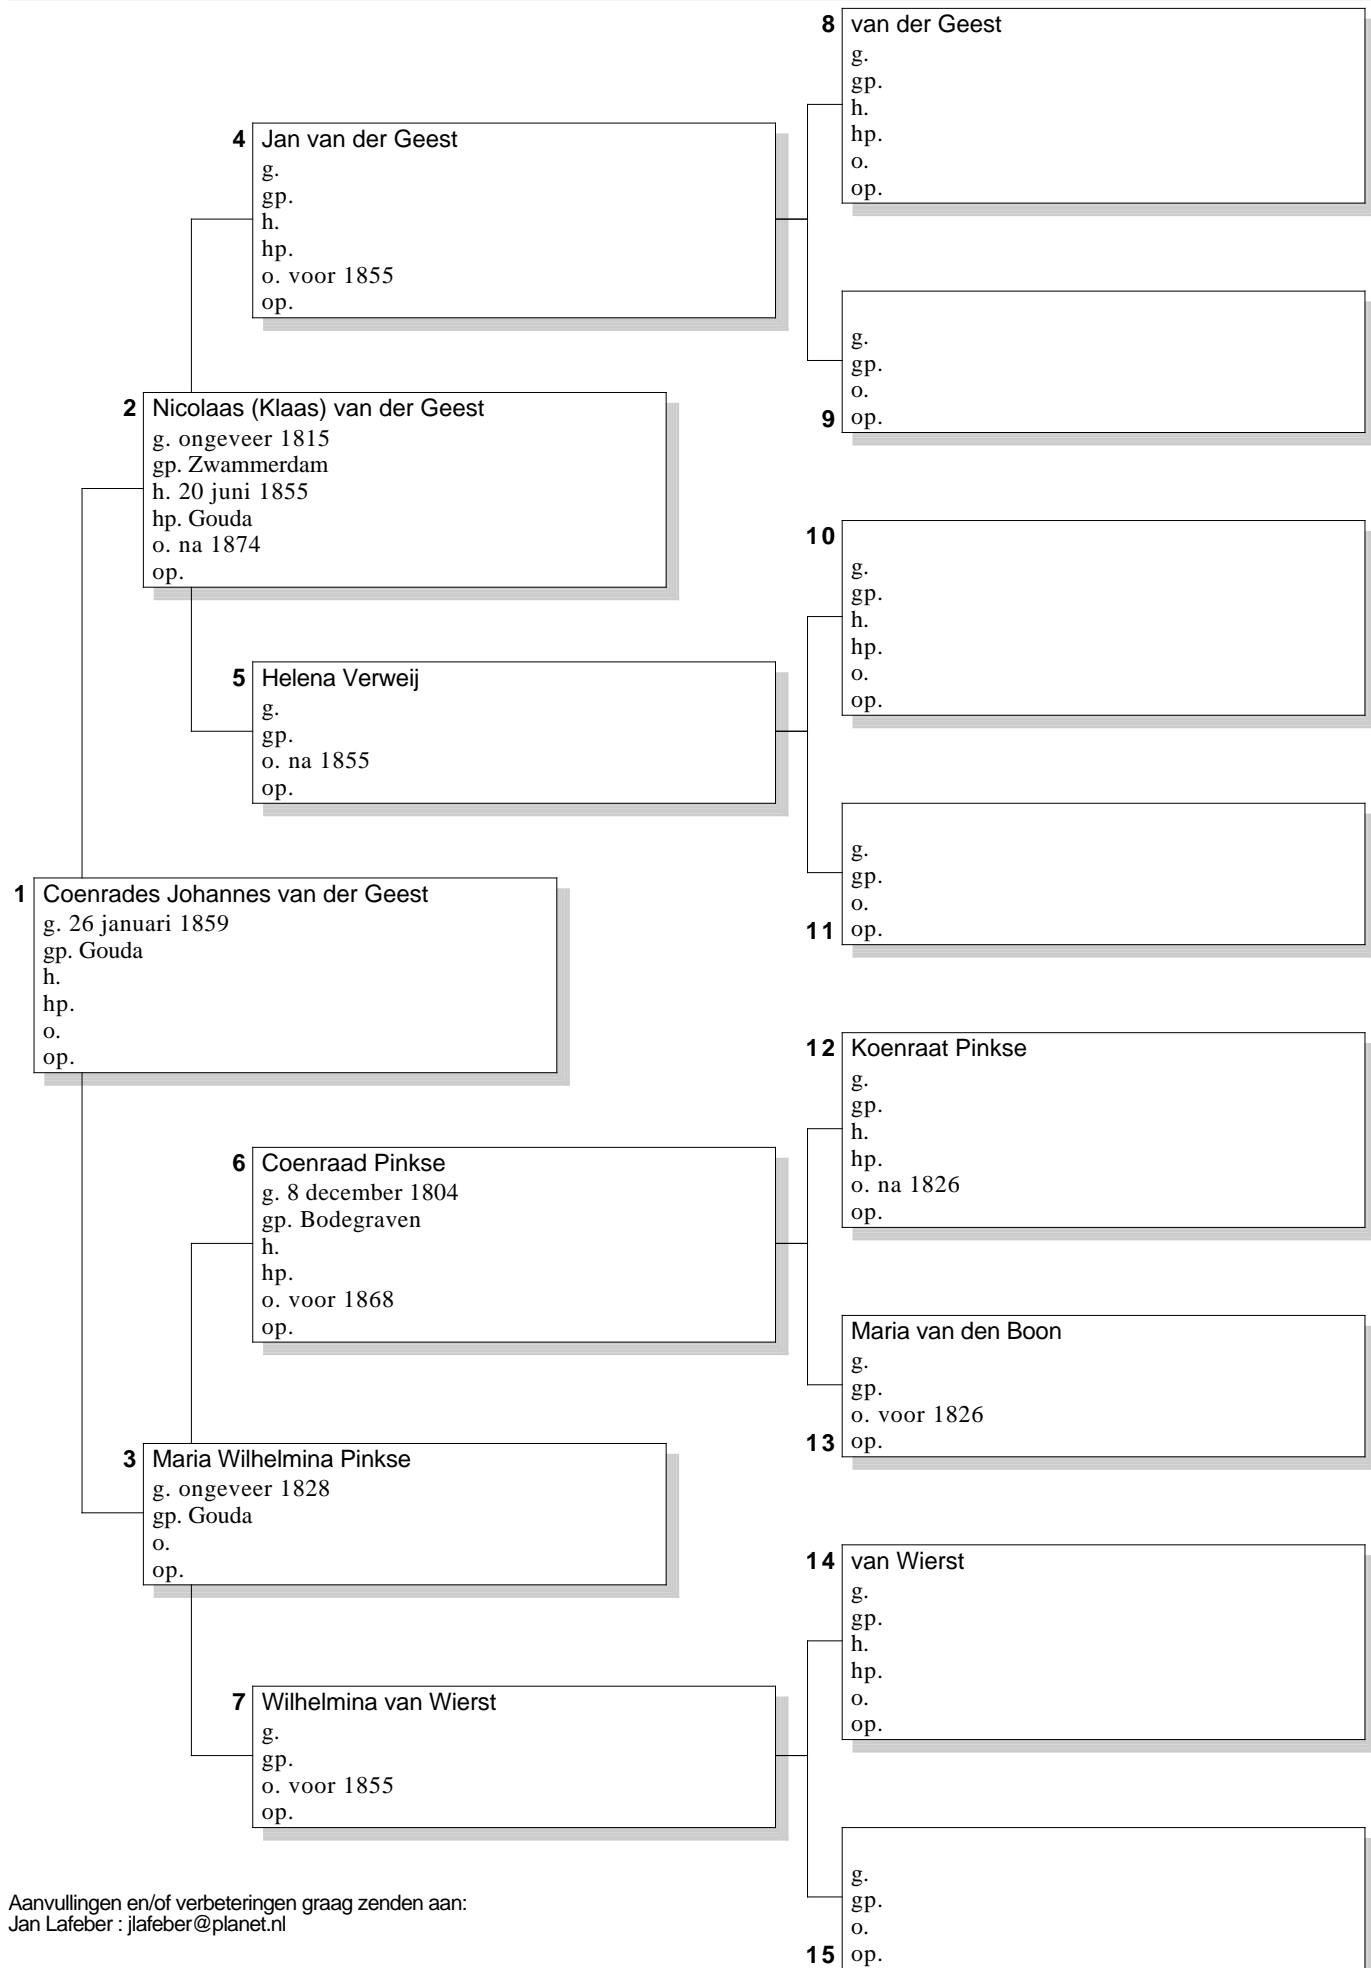 8 van der Geest
g.
gp.
h.
hp.
o.
op.
4 Jan van der Geest
g.
gp.
h.
hp.
o. voor 1855
op.
g.
gp.
o.
9 op.
2 Nicolaas (Klaas) van der Geest
g. ongeveer 1815
gp. Zwammerdam
h. 20 juni 1855
hp. Gouda
o. na 1874
op.
10
g.
gp.
h.
hp.
o.
op.
5 Helena Verweij
g.
gp.
o. na 1855
op.
g.
gp.
o.
11 op.
1 Coenrades Johannes van der Geest
g. 26 januari 1859
gp. Gouda
h.
hp.
o.
op.
12 Koenraat Pinkse
g.
gp.
h.
hp.
o. na 1826
op.
6 Coenraad Pinkse
g. 8 december 1804
gp. Bodegraven
h.
hp.
o. voor 1868
op.
Maria van den Boon
g.
gp.
o. voor 1826
13 op.
3 Maria Wilhelmina Pinkse
g. ongeveer 1828
gp. Gouda
o.
op.
14 van Wierst
g.
gp.
h.
hp.
o.
op.
7 Wilhelmina van Wierst
g.
gp.
o. voor 1855
op.
g.
gp.
o.
15 op.
Aanvullingen en/of verbeteringen graag zenden aan:
Jan Lafeber : jlafeber@planet.nl